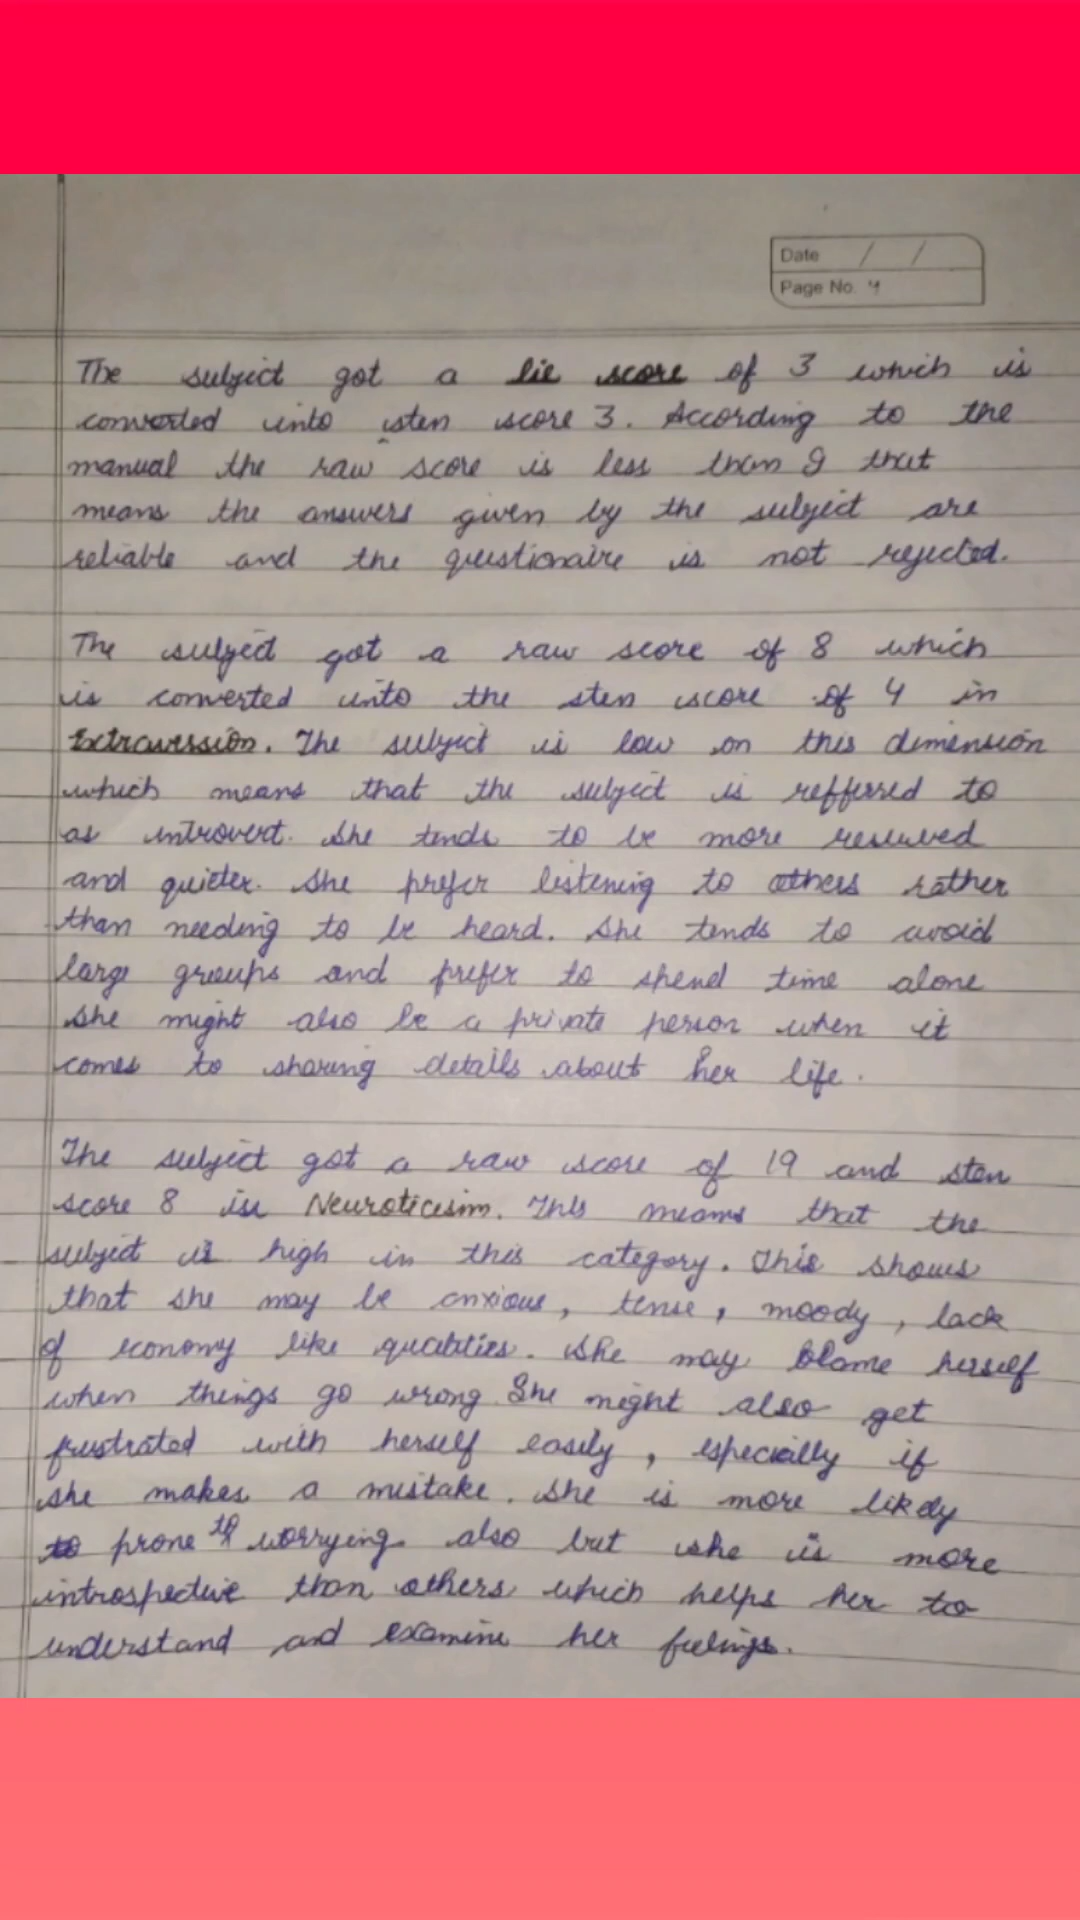 Date / /
Page No. 4
The subject got a lie score of 3 which is
converted into sten score 3. According to the
manual the raw score is less than 9 that
means the answers given by the subject are
reliable and the questionaire is not rejected.
The subject got a raw score of 8 which
is converted into the sten score of 4 in
Extraversion. The subject is low on this dimension
which means that the subject is refferred to
as introvert. She tends to be more reserved
and quieter. She prefer listening to others rather
than needing to be heard. She tends to avoid
large groups and prefer to spend time alone
She might also be a private person when it
comes to sharing details about her life.
The subject got a raw score of 19 and sten
score 8 in Neuroticism. This means that the
subject is high in this category. This shows
that she may be anxious, tense, moody, lack
of economy like qualities. She may blame herself
when things go wrong. She might also get
frustrated with herself easily, especially if
she makes a mistake. She is more likely
prone to worrying also but she is more
introspective than others which helps her to
understand and examine her feelings.